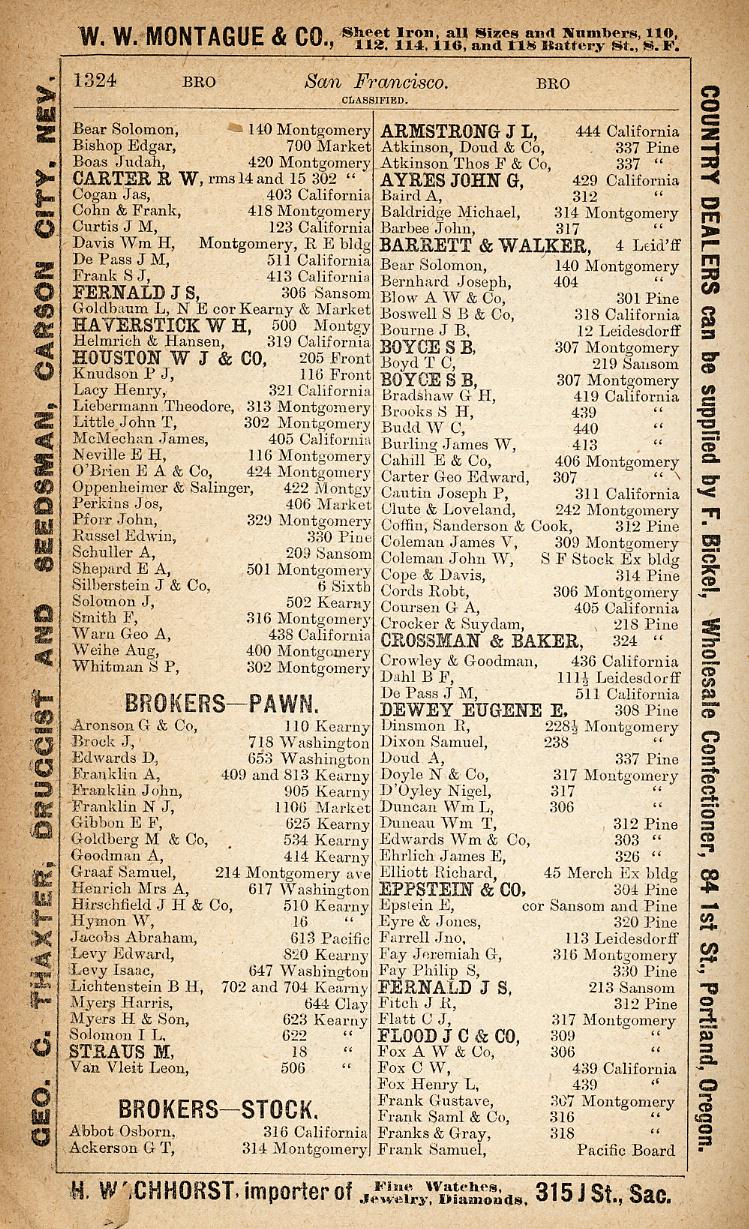 W. W. MONTAGUE & CO., Sheet Iron, all Sizes and Numbers, 110,
112, 114, 116, and 118 Battery St., S. F.
GEO. C. THAXTER, DRUGGIST AND SEEDSMAN, CARSON CITY, NEV.
1324 BRO San Francisco. BRO
CLASSIFIED.
Bear Solomon, 140 Montgomery
Bishop Edgar, 700 Market
Boas Judah, 420 Montgomery
CARTER R W, rms 14 and 15 302 "
Cogan Jas, 403 California
Cohn & Frank, 418 Montgomery
Curtis J M, 123 California
Davis Wm H, Montgomery, R E bldg
De Pass J M, 511 California
Frank S J, 413 California
FERNALD J S, 306 Sansom
Goldbaum L, N E cor Kearny & Market
HAVERSTICK W H, 500 Montgy
Helmrich & Hansen, 319 California
HOUSTON W J & CO, 205 Front
Knudson P J, 116 Front
Lacy Henry, 321 California
Liebermann Theodore, 313 Montgomery
Little John T, 302 Montgomery
McMechan James, 405 California
Neville E H, 116 Montgomery
O'Brien E A & Co, 424 Montgomery
Oppenheimer & Salinger, 422 Montgy
Perkins Jos, 406 Market
Pforr John, 329 Montgomery
Russel Edwin, 330 Pine
Schuller A, 209 Sansom
Shepard E A, 501 Montgomery
Silberstein J & Co, 6 Sixth
Solomon J, 502 Kearny
Smith F, 316 Montgomery
Warn Geo A, 438 California
Weihe Aug, 400 Montgomery
Whitman S P, 302 Montgomery
BROKERS—PAWN.
Aronson G & Co, 110 Kearny
Brock J, 718 Washington
Edwards D, 653 Washington
Franklin A, 409 and 813 Kearny
Franklin John, 905 Kearny
Franklin N J, 1106 Market
Gibbon E F, 625 Kearny
Goldberg M & Co, 534 Kearny
Goodman A, 414 Kearny
Graaf Samuel, 214 Montgomery ave
Henrich Mrs A, 617 Washington
Hirschfield J H & Co, 510 Kearny
Hymon W, 16 "
Jacobs Abraham, 613 Pacific
Levy Edward, 820 Kearny
Levy Isaac, 647 Washington
Lichtenstein B H, 702 and 704 Kearny
Myers Harris, 644 Clay
Myers H & Son, 623 Kearny
Solomon I L, 622 "
STRAUS M, 18 "
Van Vleit Leon, 506 "
BROKERS—STOCK.
Abbot Osborn, 316 California
Ackerson G T, 314 Montgomery
ARMSTRONG J L, 444 California
Atkinson, Doud & Co, 337 Pine
Atkinson Thos F & Co, 337 "
AYRES JOHN G, 429 California
Baird A, 312 "
Baldridge Michael, 314 Montgomery
Barbee John, 317 "
BARRETT & WALKER, 4 Leid'ff
Bear Solomon, 140 Montgomery
Bernhard Joseph, 404 "
Blow A W & Co, 301 Pine
Boswell S B & Co, 318 California
Bourne J B, 12 Leidesdorff
BOYCE S B, 307 Montgomery
Boyd T C, 219 Sansom
BOYCE S B, 307 Montgomery
Bradshaw G H, 419 California
Brooks S H, 439 "
Budd W C, 440 "
Burling James W, 413 "
Cahill E & Co, 406 Montgomery
Carter Geo Edward, 307 "
Cautin Joseph P, 311 California
Clute & Loveland, 242 Montgomery
Coffin, Sanderson & Cook, 312 Pine
Coleman James V, 309 Montgomery
Coleman John W, S F Stock Ex bldg
Cope & Davis, 314 Pine
Cords Robt, 306 Montgomery
Coursen G A, 405 California
Crocker & Suydam, 218 Pine
CROSSMAN & BAKER, 324 "
Crowley & Goodman, 436 California
Dahl B F, 111½ Leidesdorff
De Pass J M, 511 California
DEWEY EUGENE E, 308 Pine
Dinsmon R, 228½ Montgomery
Dixon Samuel, 238 "
Doud A, 337 Pine
Doyle N & Co, 317 Montgomery
D'Oyley Nigel, 317 "
Duncan Wm L, 306 "
Duneau Wm T, 312 Pine
Edwards Wm & Co, 303 "
Ehrlich James E, 326 "
Elliott Richard, 45 Merch Ex bldg
EPPSTEIN & CO, 304 Pine
Epstein E, cor Sansom and Pine
Eyre & Jones, 320 Pine
Farrell Jno, 113 Leidesdorff
Fay Jeremiah G, 316 Montgomery
Fay Philip S, 330 Pine
FERNALD J S, 213 Sansom
Fitch J R, 312 Pine
Flatt C J, 317 Montgomery
FLOOD J C & CO, 309 "
Fox A W & Co, 306 "
Fox C W, 439 California
Fox Henry L, 439 "
Frank Gustave, 307 Montgomery
Frank Saml & Co, 316 "
Franks & Gray, 318 "
Frank Samuel, Pacific Board
COUNTRY DEALERS can be supplied by F. Bickel, Wholesale Confectioner, 84 1st St., Portland, Oregon.
H. WACHHORST, importer of Fine Watches, Jewelry, Diamonds, 315 J St., Sac.